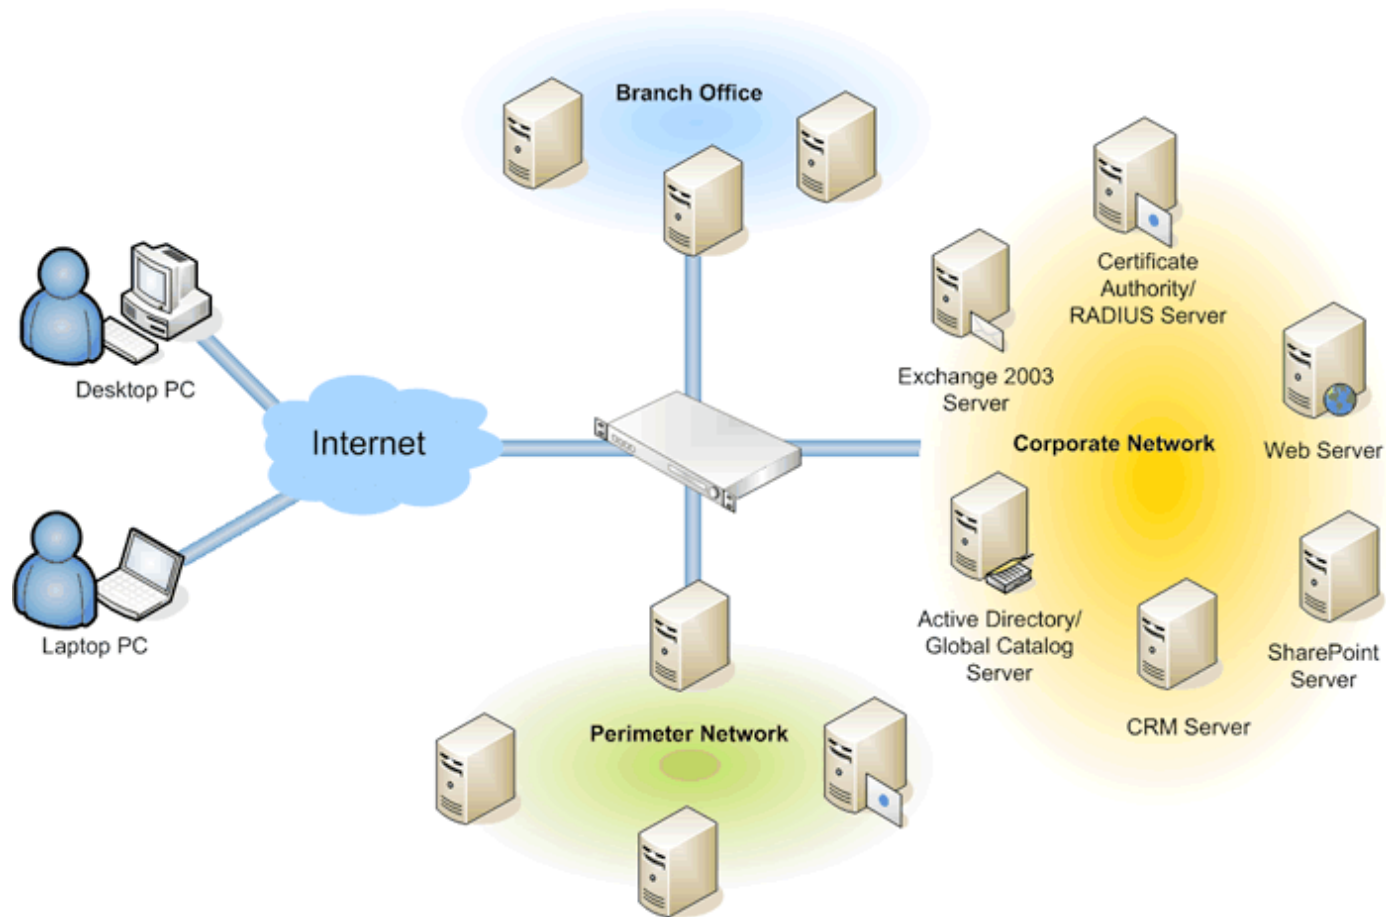 Branch Office
Certificate
Authority/
RADIUS Server
Exchange 2003
Server
Desktop PC
Internet
Corporate Network
Web Server
Active Directory/
Global Catalog
Server
Laptop PC
SharePoint
Server
CRM Server
Perimeter Network